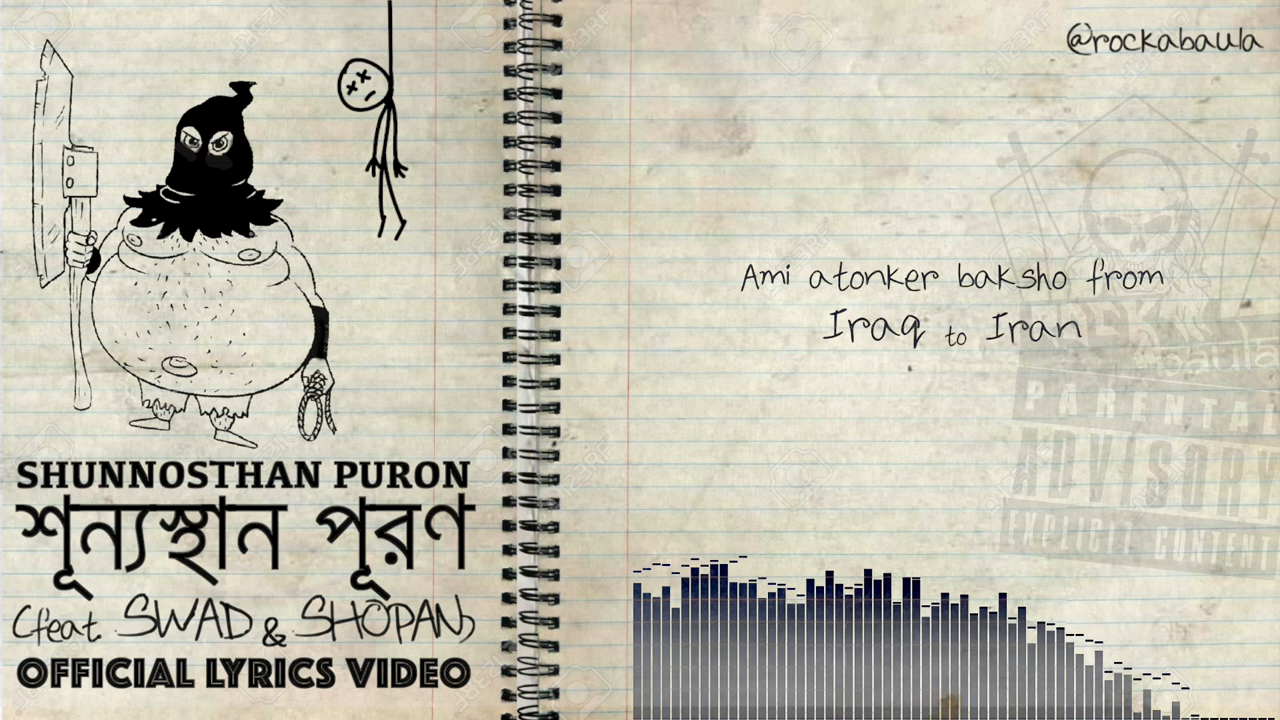 SHUNNOSTHAN PURON
শূন্যস্থান পূরণ
(feat. SWAD & SHOPAN)
OFFICIAL LYRICS VIDEO
@rockabaula
Ami atonker baksho from
Iraq to Iran
PARENTAL
ADVISORY
EXPLICIT CONTENT